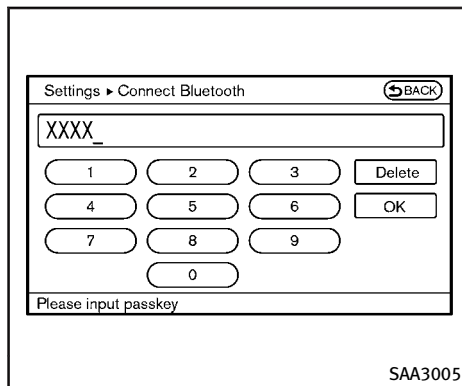 Settings ▸ Connect Bluetooth BACK
XXXX_
1 2 3 Delete
4 5 6 OK
7 8 9
0
Please input passkey
SAA3005